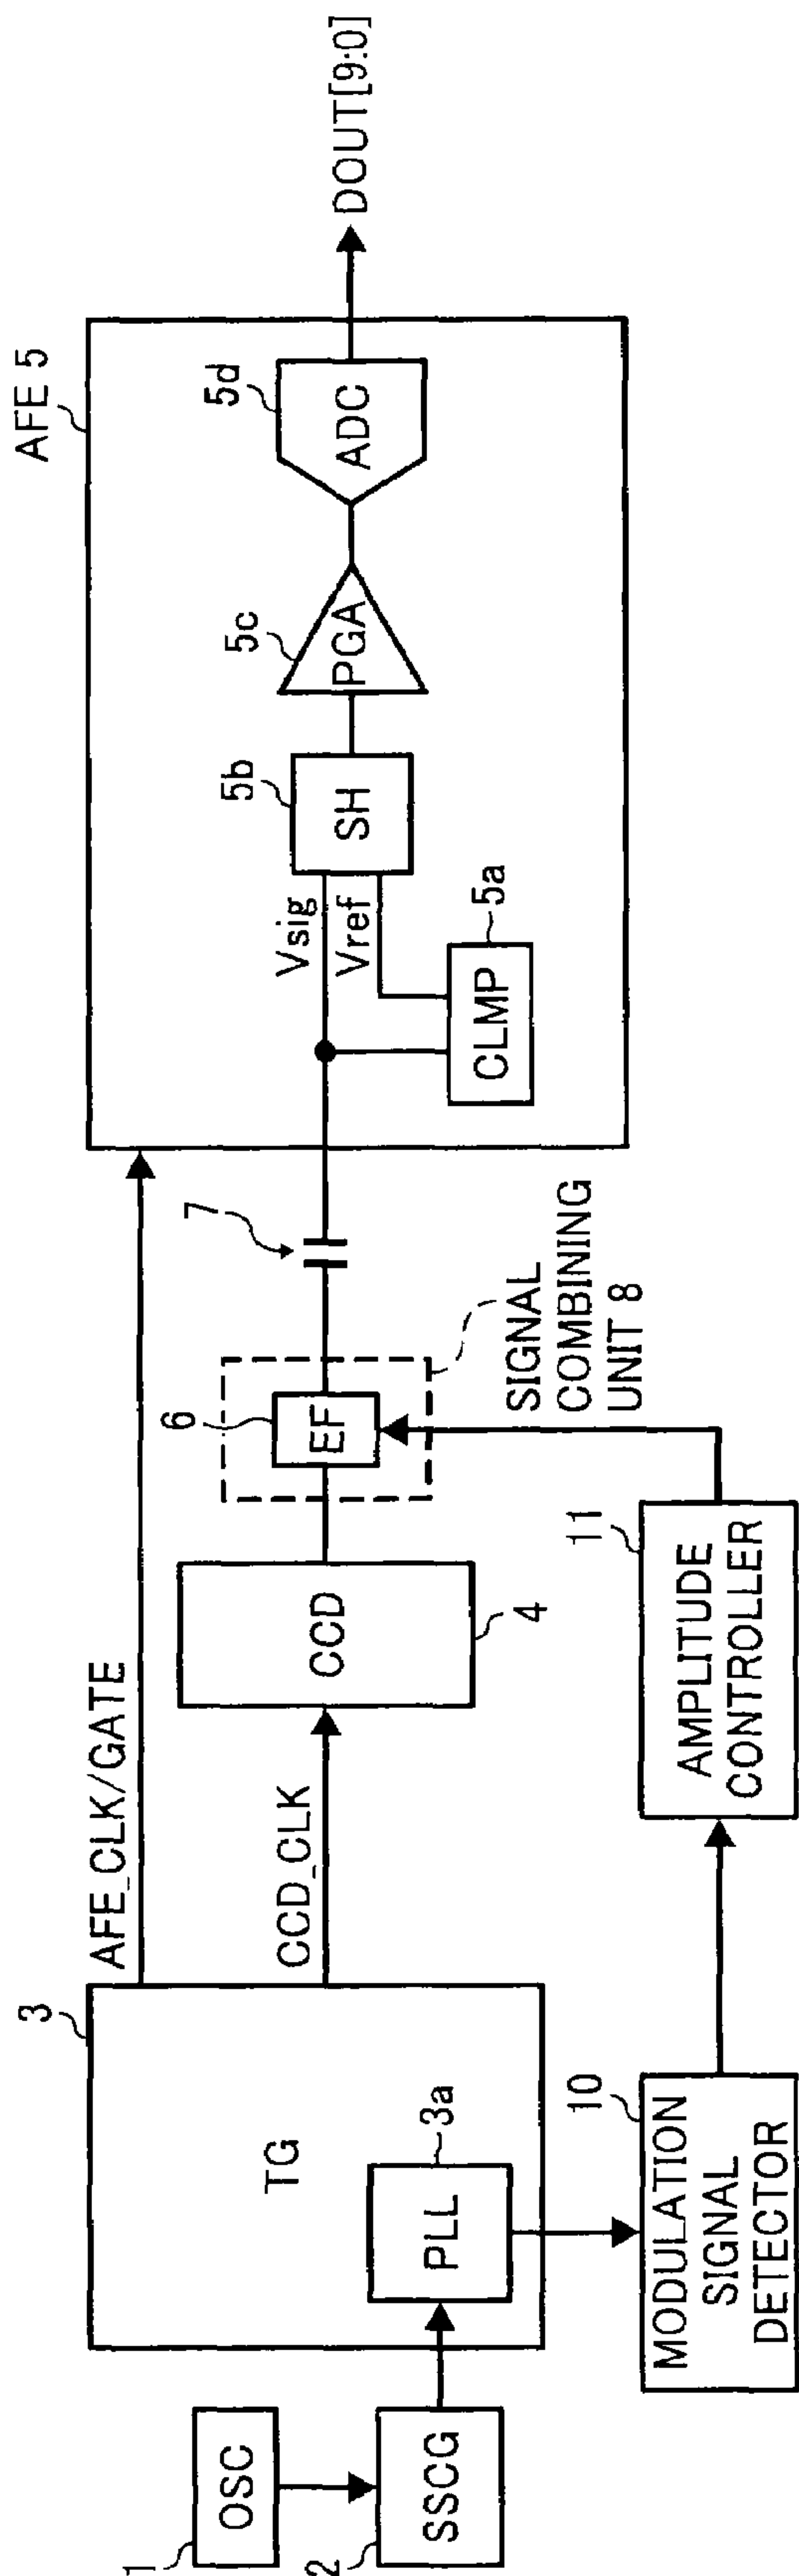 1
OSC
2
SSCG
3
TG
PLL
3a
10
MODULATION
SIGNAL
DETECTOR
AFE_CLK/GATE
CCD_CLK
CCD
4
11
AMPLITUDE
CONTROLLER
6
EF
SIGNAL
COMBINING
UNIT 8
7
AFE 5
CLMP
5a
Vsig
Vref
5b
SH
5c
PGA
5d
ADC
DOUT[9:0]